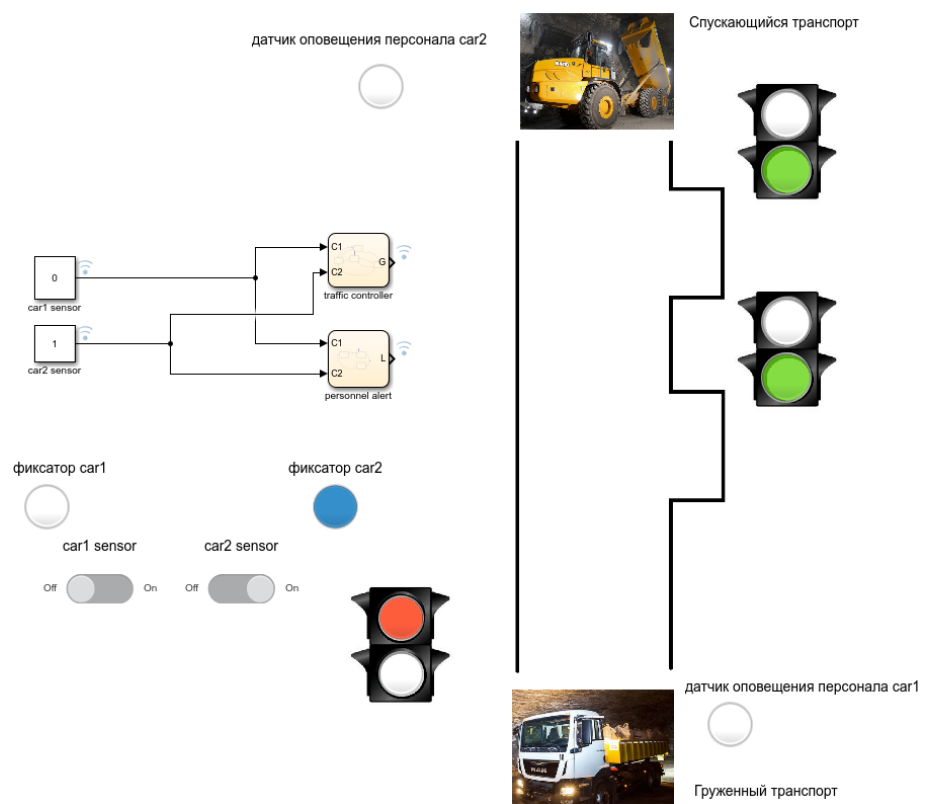 Спускающийся транспорт
датчик оповещения персонала car2
C1
C2
G
traffic controller
0
car1 sensor
1
car2 sensor
C1
C2
L
personnel alert
фиксатор car1
фиксатор car2
car1 sensor
car2 sensor
Off
On
Off
On
датчик оповещения персонала car1
MAN
Груженный транспорт